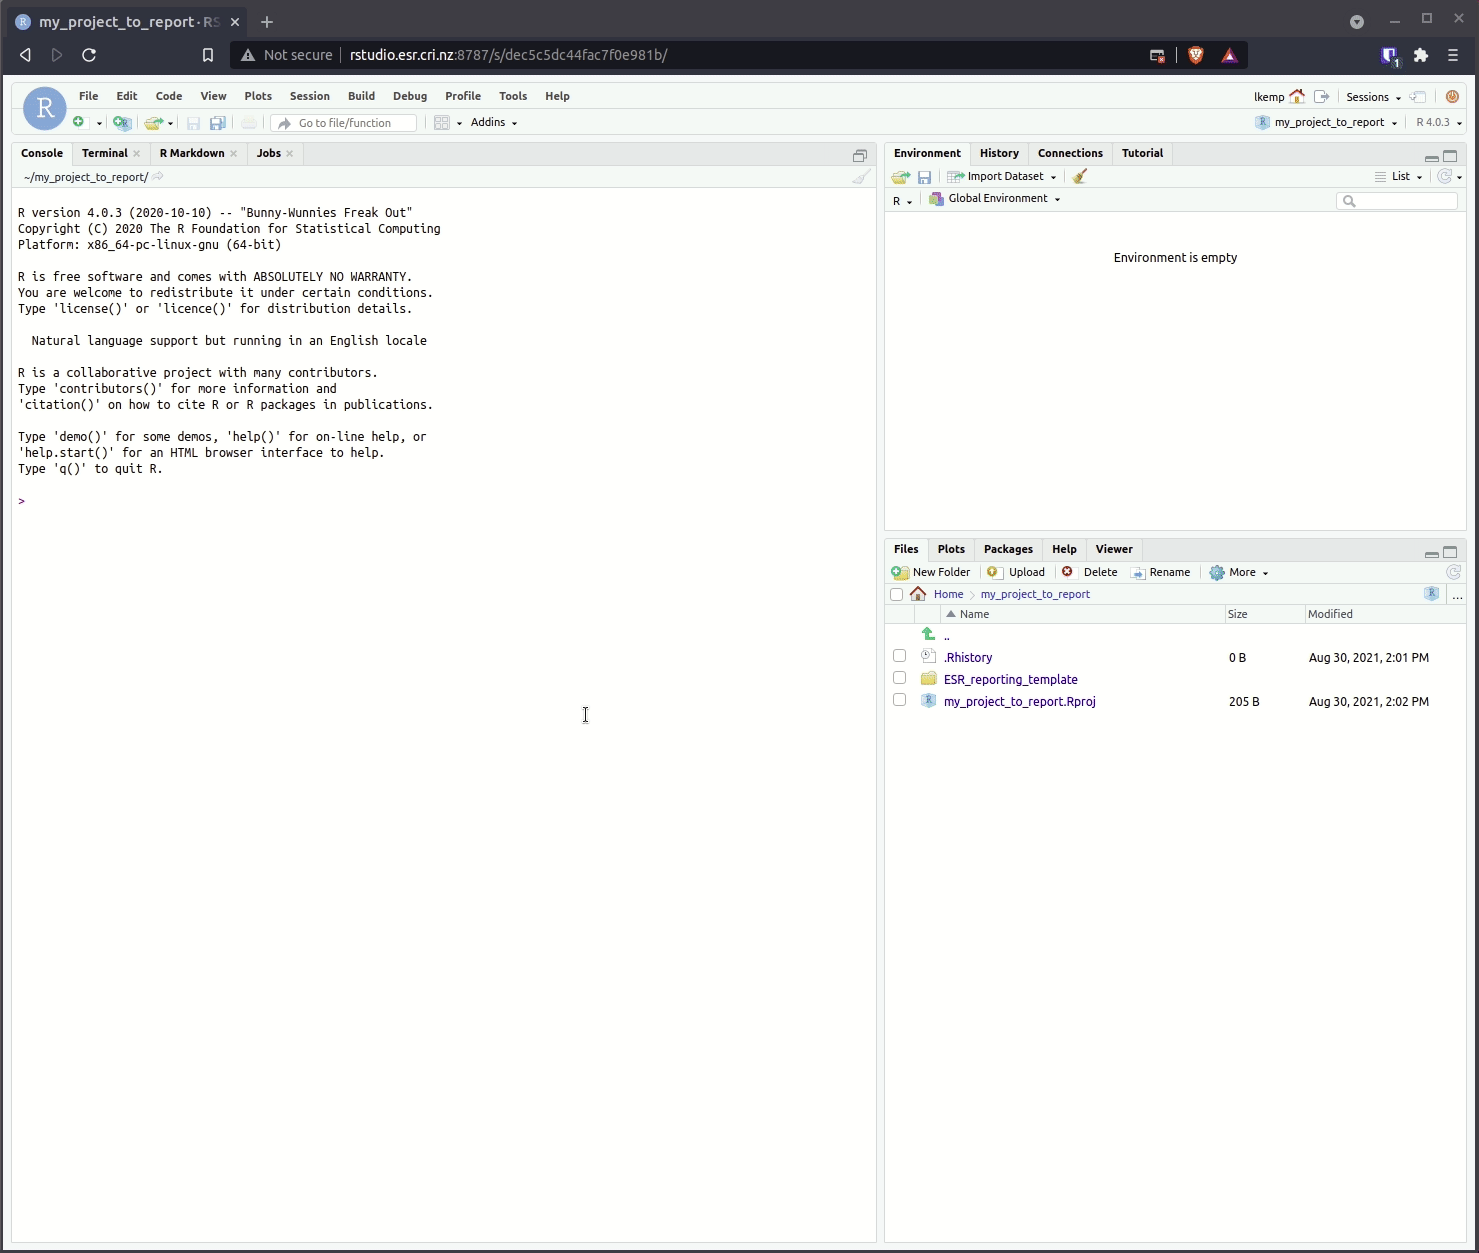 my_project_to_report · RS
Not secure rstudio.esr.cri.nz:8787/s/dec5c5dc44fac7f0e981b/
1
R
File Edit Code View Plots Session Build Debug Profile Tools Help
lkemp Sessions
Go to file/function Addins
my_project_to_report R 4.0.3
Console Terminal R Markdown Jobs
~/my_project_to_report/
R version 4.0.3 (2020-10-10) -- "Bunny-Wunnies Freak Out"
Copyright (C) 2020 The R Foundation for Statistical Computing
Platform: x86_64-pc-linux-gnu (64-bit)
R is free software and comes with ABSOLUTELY NO WARRANTY.
You are welcome to redistribute it under certain conditions.
Type 'license()' or 'licence()' for distribution details.
Natural language support but running in an English locale
R is a collaborative project with many contributors.
Type 'contributors()' for more information and
'citation()' on how to cite R or R packages in publications.
Type 'demo()' for some demos, 'help()' for on-line help, or
'help.start()' for an HTML browser interface to help.
Type 'q()' to quit R.
>
Environment History Connections Tutorial
Import Dataset List
R Global Environment
Environment is empty
Files Plots Packages Help Viewer
New Folder Upload Delete Rename More
Home my_project_to_report ...
Name Size Modified
..
.Rhistory 0 B Aug 30, 2021, 2:01 PM
ESR_reporting_template
my_project_to_report.Rproj 205 B Aug 30, 2021, 2:02 PM